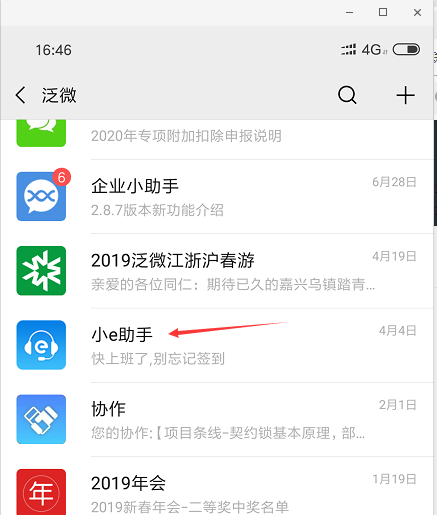 16:46
4G
泛微
2020年专项附加扣除申报说明
6
企业小助手
6月28日
2.8.7版本新功能介绍
2019泛微江浙沪春游
4月19日
亲爱的各位同仁：期待已久的嘉兴乌镇踏青...
小e助手
4月4日
快上班了,别忘记签到
协作
2月1日
您的协作:【项目条线-契约锁基本原理，部...
年
2019年会
1月19日
2019新春年会-二等奖中奖名单